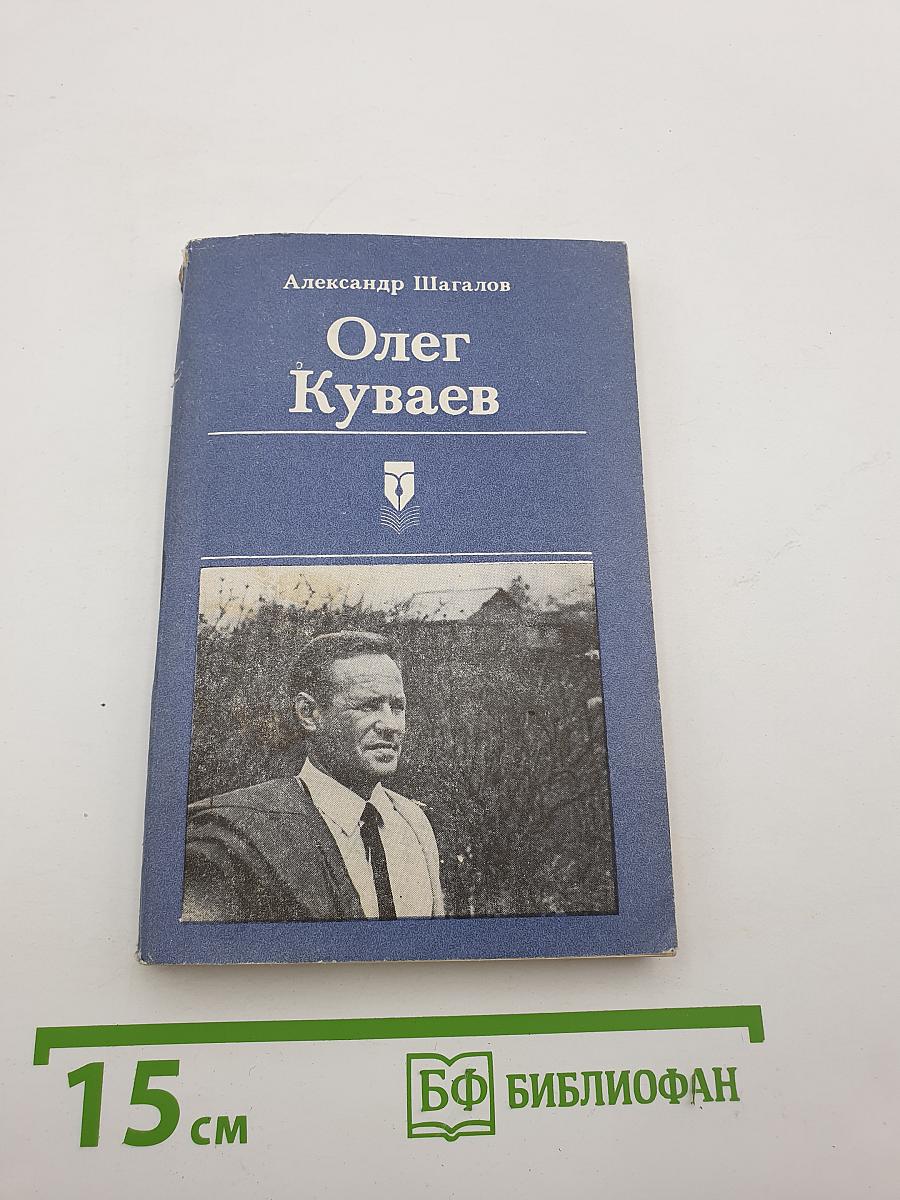 Александр Шагалов
Олег
Куваев
15 см
БФ БИБЛИОФАН